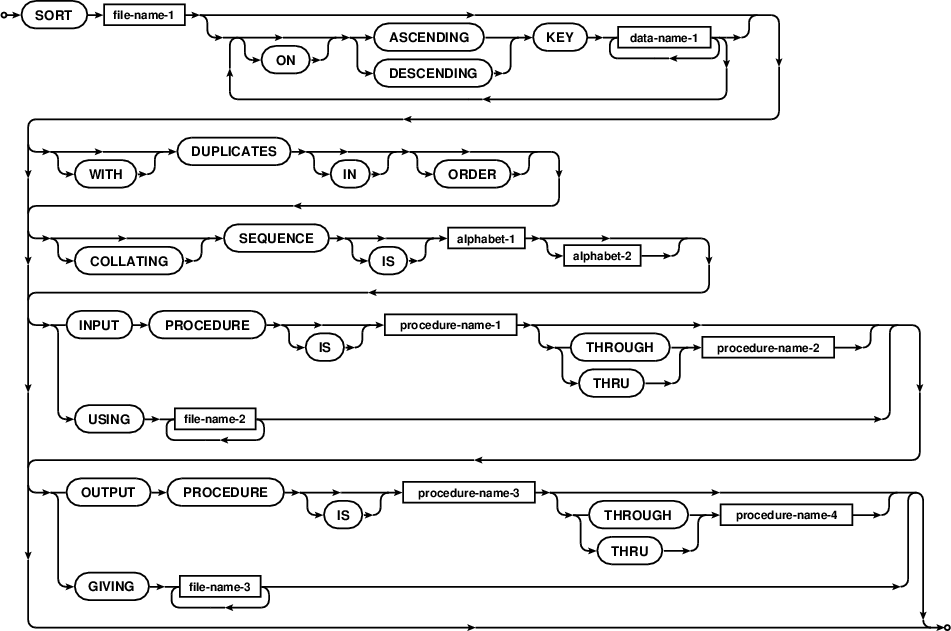 SORT file-name-1
ASCENDING KEY data-name-1
ON
DESCENDING
DUPLICATES
WITH IN ORDER
SEQUENCE alphabet-1
COLLATING IS alphabet-2
INPUT PROCEDURE procedure-name-1
IS THROUGH procedure-name-2
THRU
USING file-name-2
OUTPUT PROCEDURE procedure-name-3
IS THROUGH procedure-name-4
THRU
GIVING file-name-3